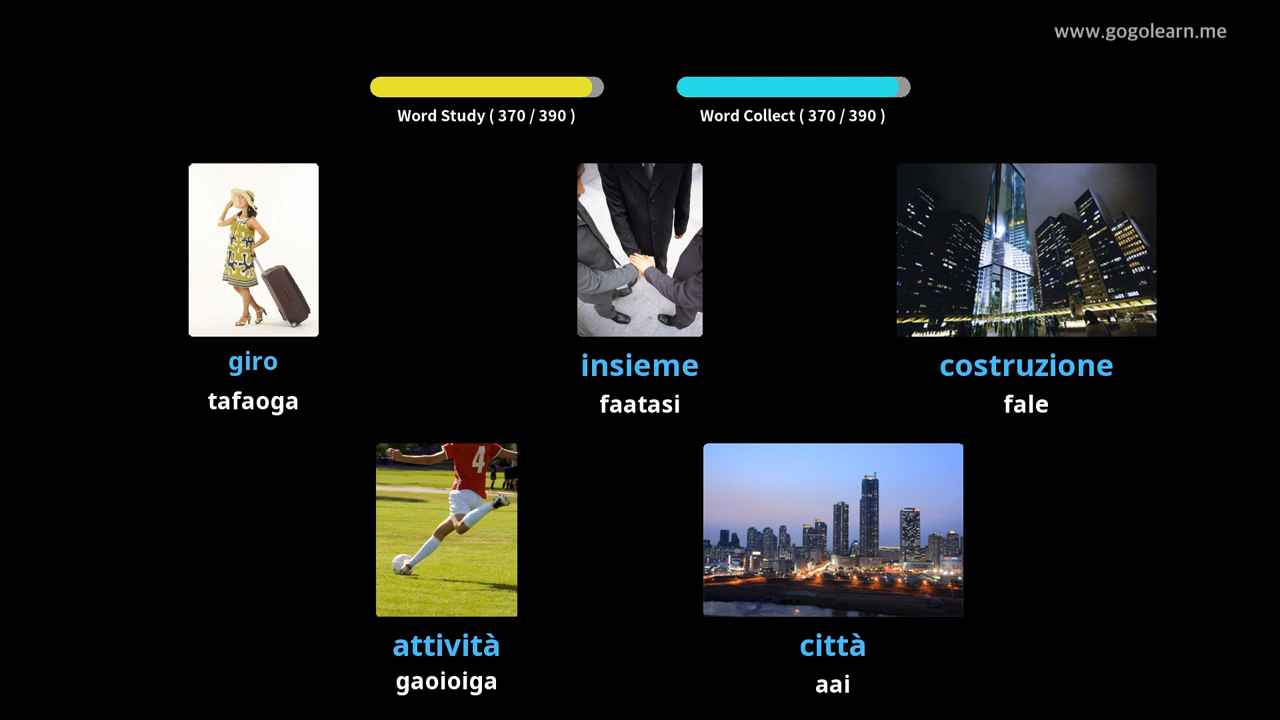 www.gogolearn.me
Word Study ( 370 / 390 )
Word Collect ( 370 / 390 )
giro
tafaoga
insieme
faatasi
costruzione
fale
4
attività
gaoioiga
città
aai